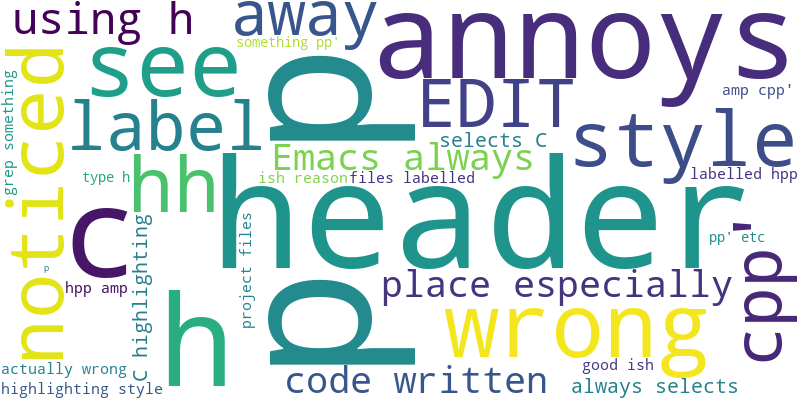 using h
away
annoys
something pp'
see
p
EDIT
amp cpp'
noticed
grep something
label
selects C
style
Emacs always
type h
hh
ish reason
files labelled
labelled hpp
header
c
C highlighting
project files
pp' etc
p
hpp amp
h
p
place especially
cpp'
wrong
actually wrong
highlighting style
code written
good ish
always selects